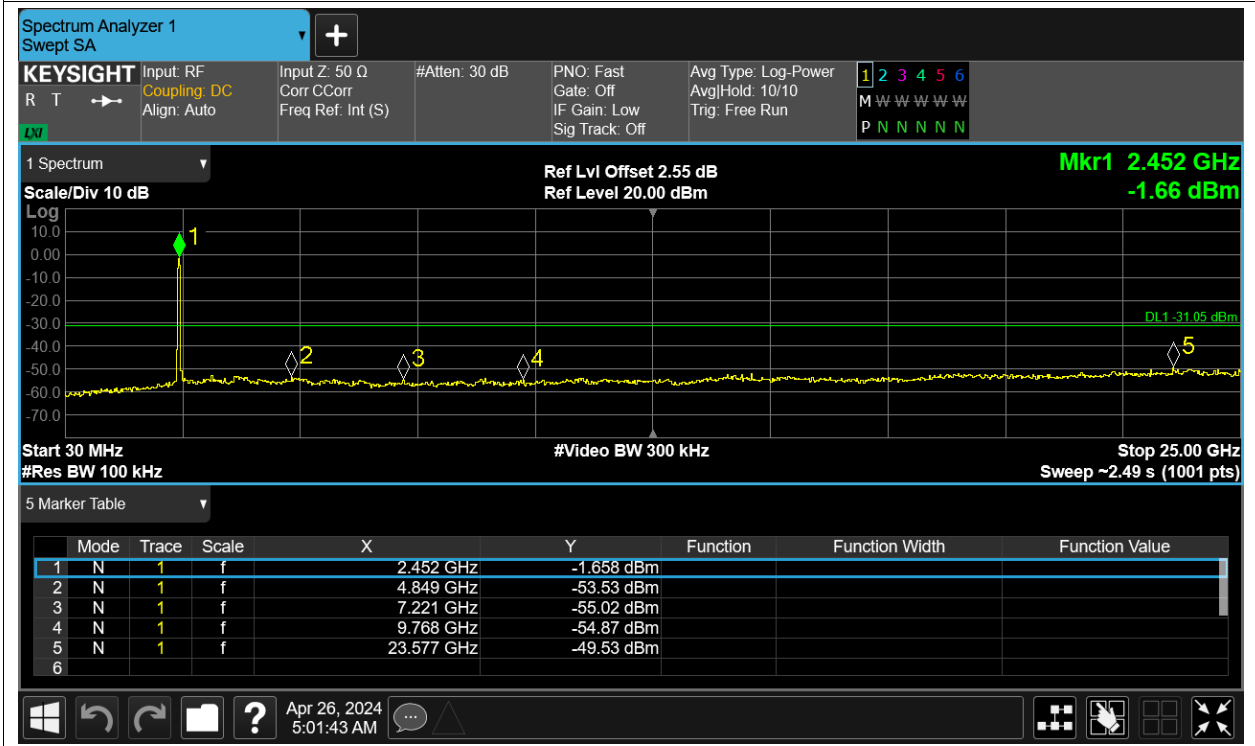 Spectrum Analyzer 1
Swept SA
+
KEYSIGHT
R T
LXI
Input: RF
Coupling: DC
Align: Auto
Input Z: 50 Ω
Corr CCorr
Freq Ref: Int (S)
#Atten: 30 dB
PNO: Fast
Gate: Off
IF Gain: Low
Sig Track: Off
Avg Type: Log-Power
Avg|Hold: 10/10
Trig: Free Run
1 2 3 4 5 6
M W W W W W
P N N N N N
1 Spectrum
Scale/Div 10 dB
Ref Lvl Offset 2.55 dB
Ref Level 20.00 dBm
Mkr1 2.452 GHz
-1.66 dBm
Log
10.0
0.00
-10.0
-20.0
-30.0
-40.0
-50.0
-60.0
-70.0
1
2
3
4
5
DL1 -31.05 dBm
Start 30 MHz
#Video BW 300 kHz
Stop 25.00 GHz
#Res BW 100 kHz
Sweep ~2.49 s (1001 pts)
5 Marker Table
Mode Trace Scale X Y Function Function Width Function Value
1 N 1 f 2.452 GHz -1.658 dBm
2 N 1 f 4.849 GHz -53.53 dBm
3 N 1 f 7.221 GHz -55.02 dBm
4 N 1 f 9.768 GHz -54.87 dBm
5 N 1 f 23.577 GHz -49.53 dBm
6
?
Apr 26, 2024
5:01:43 AM